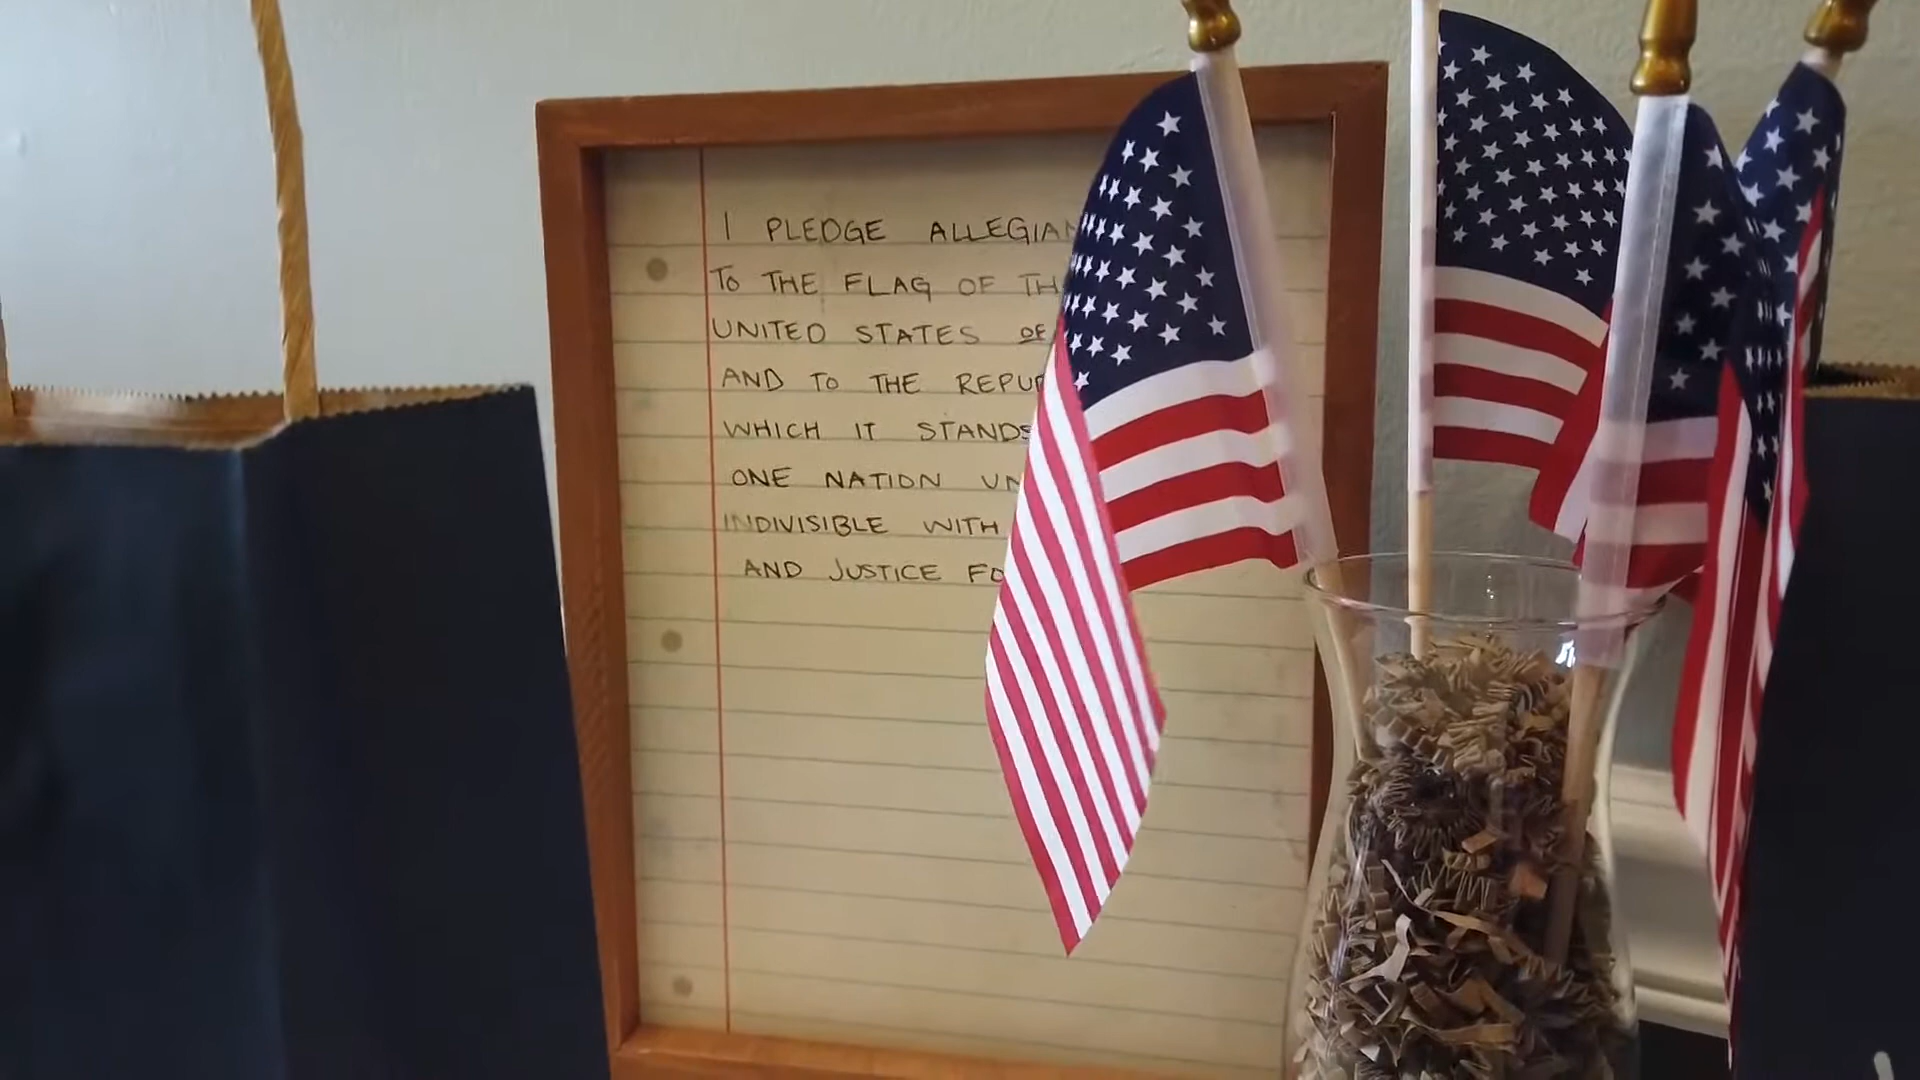 I PLEDGE ALLEGIAN
TO THE FLAG OF TH
UNITED STATES OF
AND TO THE REPU
WHICH IT STANDS
ONE NATION UN
INDIVISIBLE WITH
AND JUSTICE FO